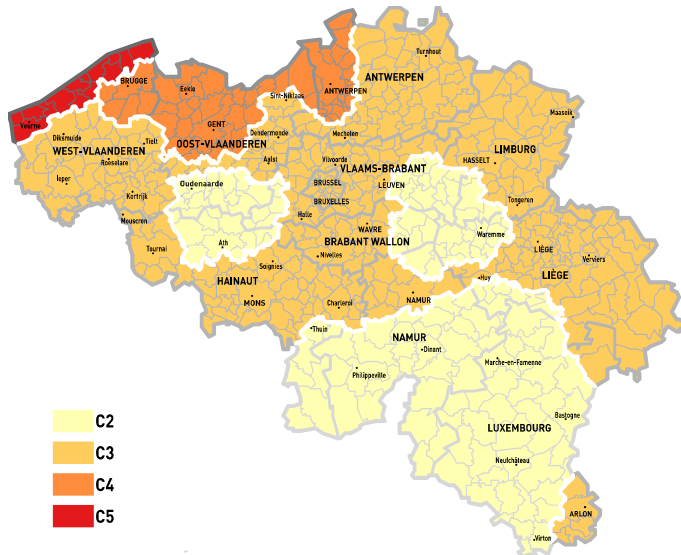 Turnhout
ANTWERPEN
BRUGGE
Eekle
ANTWERPEN
Sint-Niklaas
Maaseik
Veurne
GENT
Diksmuide
Tielt
OOST-VLAANDEREN
Dendermonde
Mechelen
WEST-VLAANDEREN
LIMBURG
Roeselare
Aalst
Vilvoorde
HASSELT
VLAAMS-BRABANT
Ieper
Oudenaarde
BRUSSEL
LEUVEN
Kortrijk
BRUXELLES
Tongeren
Mouscron
Halle
WAVRE
Waremme
BRABANT WALLON
Ath
LIÈGE
Tournai
Nivelles
Verviers
Soignies
LIÈGE
HAINAUT
Huy
MONS
Charleroi
NAMUR
Thuin
NAMUR
Dinant
Marche-en-Famenne
Philippeville
Bastogne
C2
LUXEMBOURG
C3
Neufchâteau
C4
C5
ARLON
Virton